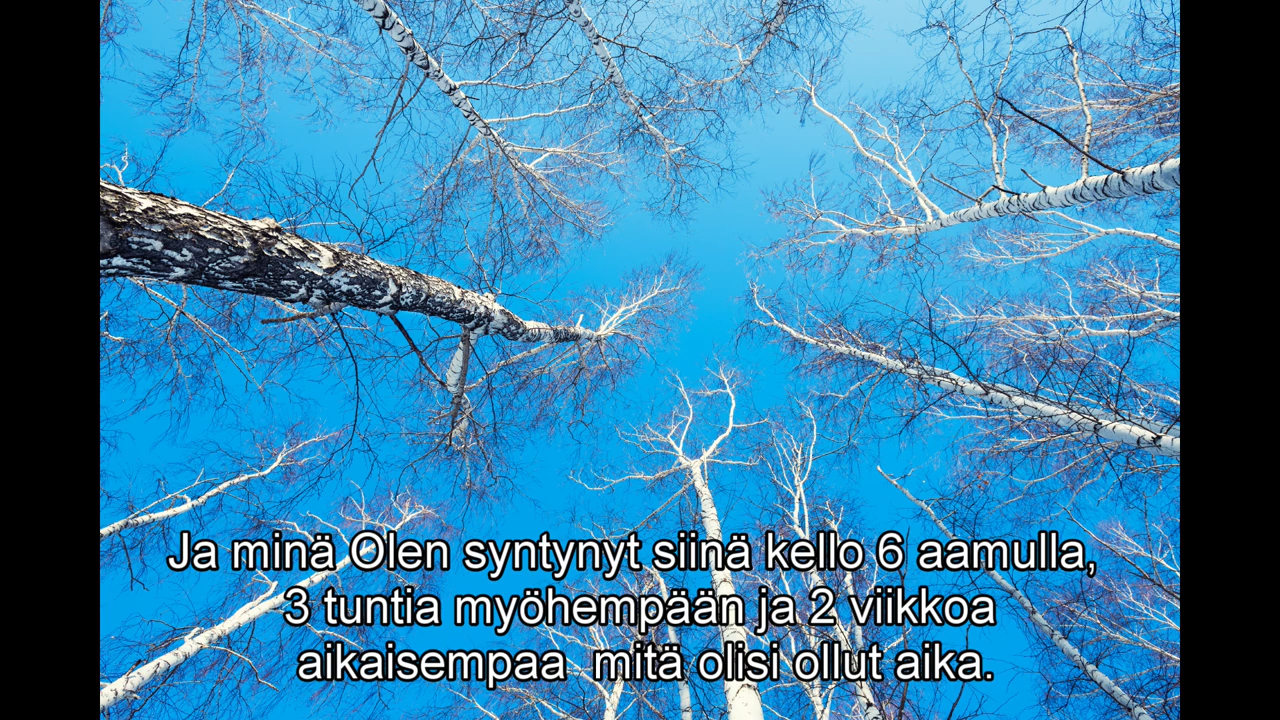 Ja minä Olen syntynyt siinä kello 6 aamulla,
3 tuntia myöhempään ja 2 viikkoa
aikaisempaa  mitä olisi ollut aika.